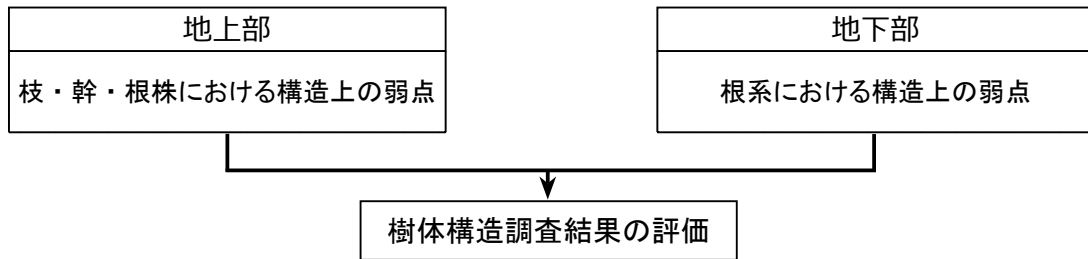 地上部
枝・幹・根株における構造上の弱点
地下部
根系における構造上の弱点
樹体構造調査結果の評価